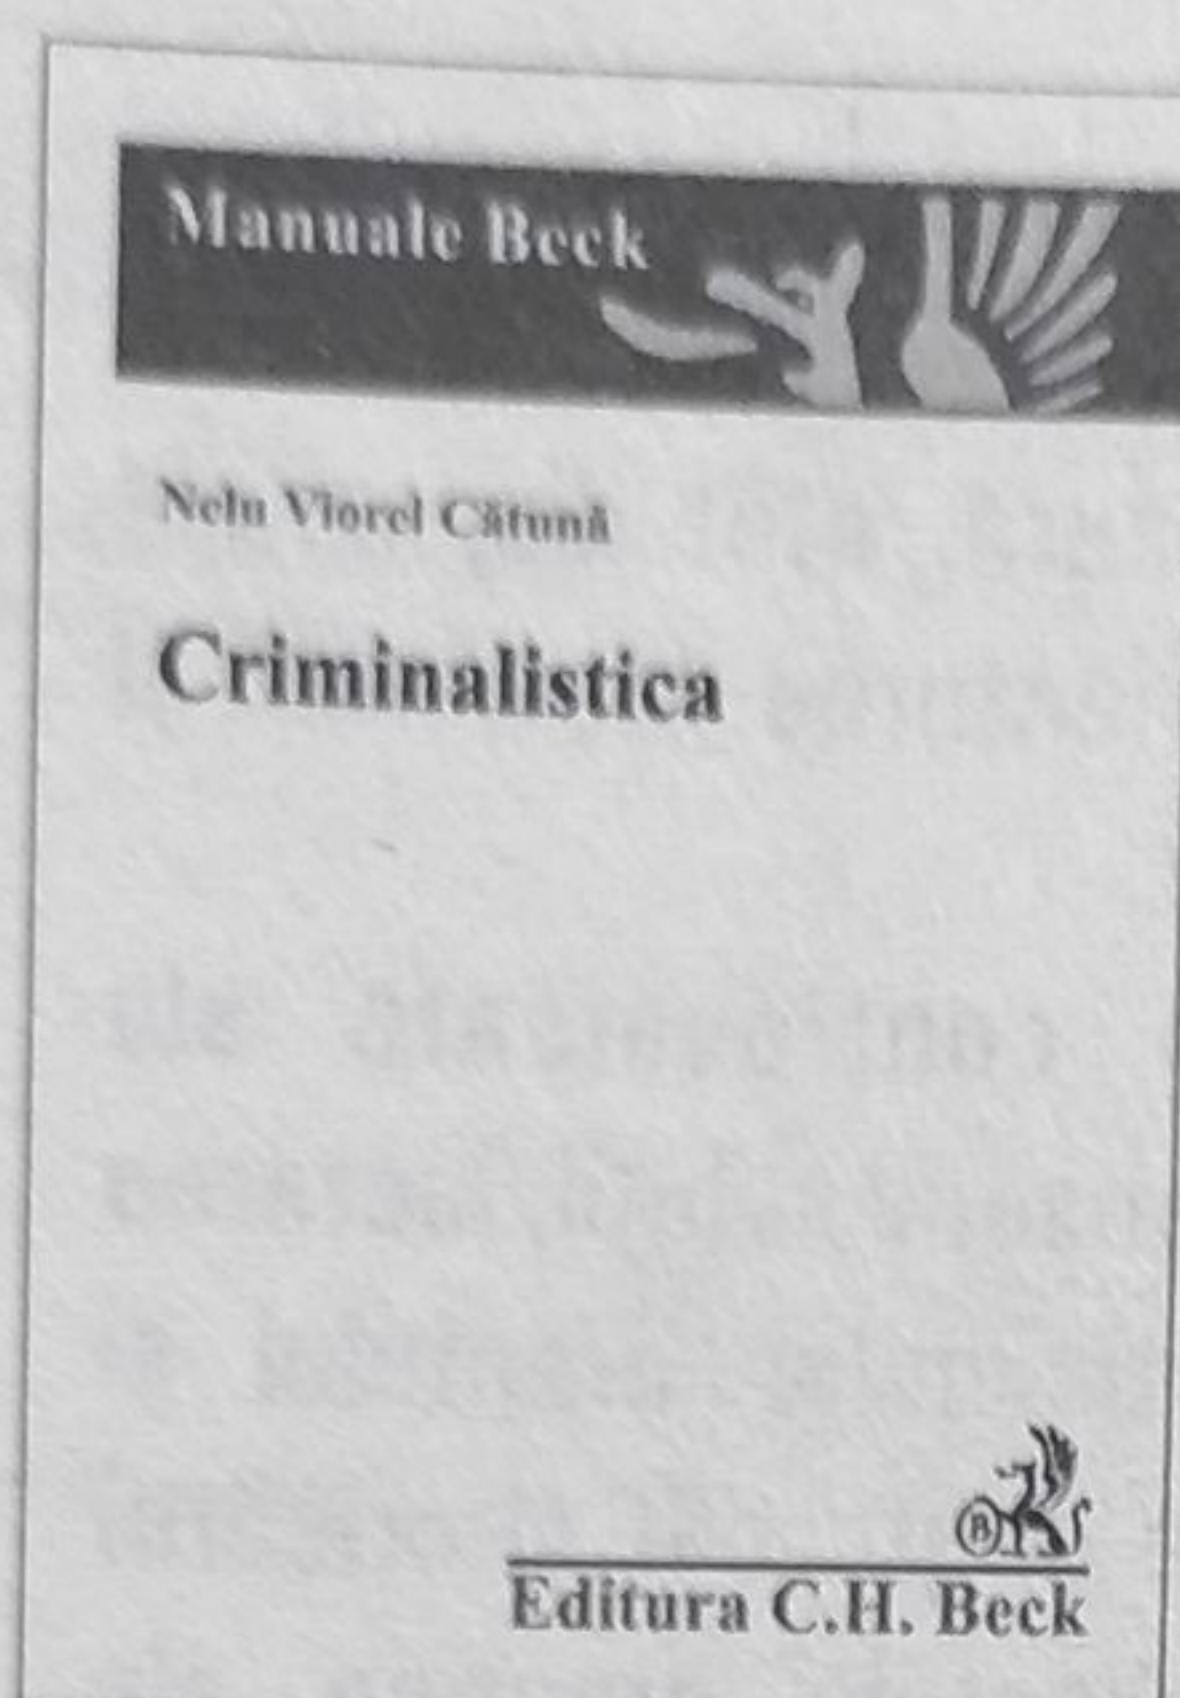 Manuale Beck
Nelu Viorel Cătună
Criminalistica
B
Editura C.H. Beck